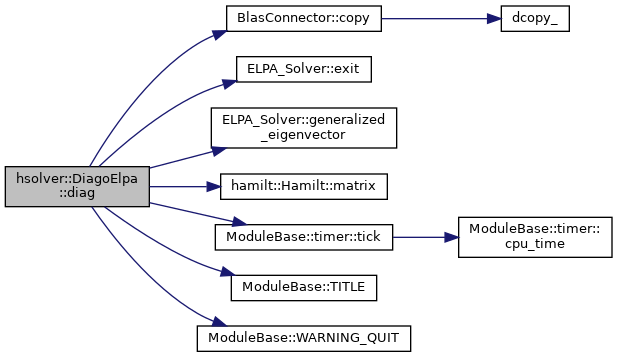 BlasConnector::copy
dcopy_
ELPA_Solver::exit
ELPA_Solver::generalized
_eigenvector
hsolver::DiagoElpa
::diag
hamilt::Hamilt::matrix
ModuleBase::timer::tick
ModuleBase::timer::
cpu_time
ModuleBase::TITLE
ModuleBase::WARNING_QUIT